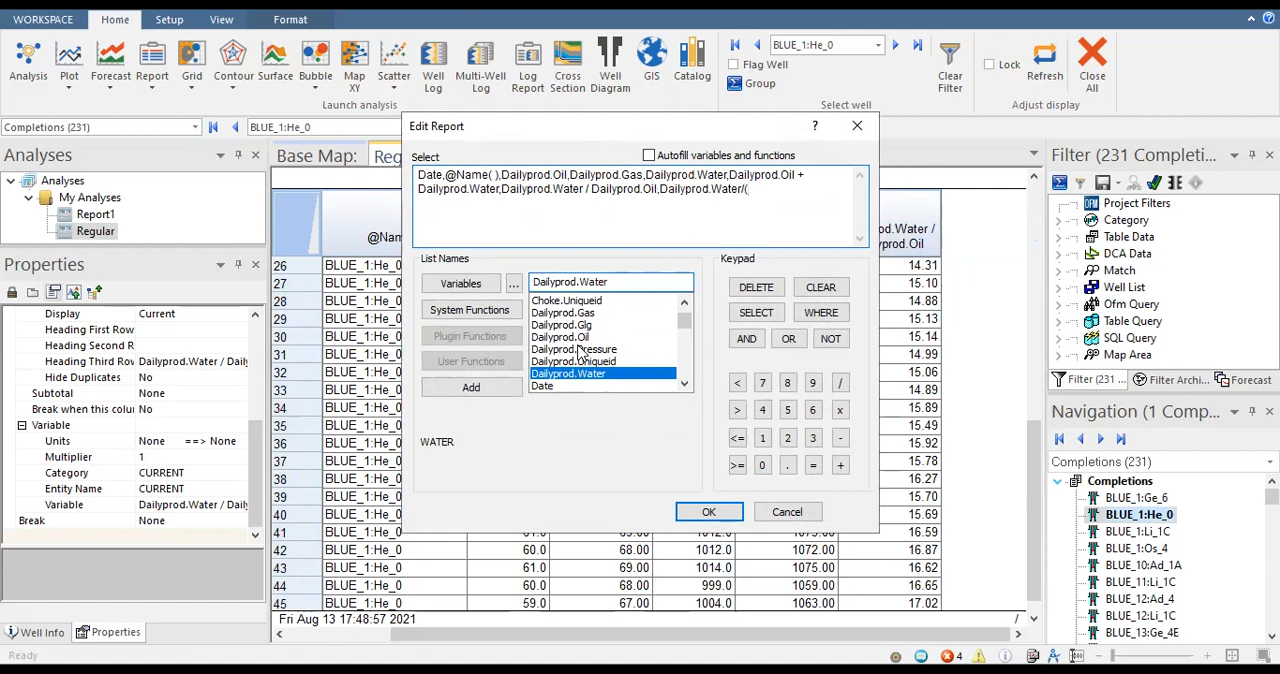 WORKSPACE Home Setup View Format
Analysis Plot Forecast Report Grid Contour Surface Bubble Map XY Scatter Well Log Multi-Well Log Log Report Cross Section Well Diagram GIS Catalog
BLUE_1:He_0
Flag Well
Group
Clear Filter
Lock
Refresh
Close All
Launch analysis
Select well
Adjust display
Completions (231)
BLUE_1:He_0
Analyses
Analyses
My Analyses
Report1
Regular
Properties
Display Current
Heading First Row
Heading Second R
Heading Third Row Dailyprod.Water / Daily
Hide Duplicates No
Subtotal None
Break when this colun No
Variable
Units None ==> None
Multiplier 1
Category CURRENT
Entity Name CURRENT
Variable Dailyprod.Water / Daily
Break None
Well Info Properties
Ready
Base Map: Reg
@Nam
od.Water /
yprod.Oil
26 BLUE_1:He_0 14.31
27 BLUE_1:He_0 15.10
28 BLUE_1:He_0 14.88
29 BLUE_1:He_0 15.13
30 BLUE_1:He_0 15.14
31 BLUE_1:He_0 14.99
32 BLUE_1:He_0 15.06
33 BLUE_1:He_0 14.89
34 BLUE_1:He_0 15.89
35 BLUE_1:He_0 15.49
36 BLUE_1:He_0 15.92
37 BLUE_1:He_0 15.78
38 BLUE_1:He_0 16.27
39 BLUE_1:He_0 15.70
40 BLUE_1:He_0 15.69
41 BLUE_1:He_0 16.59
42 BLUE_1:He_0 60.0 68.00 1012.0 1072.00 16.87
43 BLUE_1:He_0 61.0 69.00 1014.0 1075.00 16.62
44 BLUE_1:He_0 60.0 68.00 999.0 1059.00 16.65
45 BLUE_1:He_0 59.0 67.00 1004.0 1063.00 17.02
Fri Aug 13 17:48:57 2021 /
Edit Report ?
Select
Autofill variables and functions
Date,@Name( ),Dailyprod.Oil,Dailyprod.Gas,Dailyprod.Water,Dailyprod.Oil +
Dailyprod.Water,Dailyprod.Water / Dailyprod.Oil,Dailyprod.Water/(
List Names
Variables ...
System Functions
Plugin Functions
User Functions
Add
WATER
Dailyprod.Water
Choke.Uniqueid
Dailyprod.Gas
Dailyprod.Glg
Dailyprod.Oil
Dailyprod.Pressure
Dailyprod.Uniqueid
Dailyprod.Water
Date
Keypad
DELETE CLEAR
SELECT WHERE
AND OR NOT
< 7 8 9 /
> 4 5 6 x
<= 1 2 3 -
>= 0 . = +
OK Cancel
Filter (231 Completi...
Project Filters
Category
Table Data
DCA Data
Match
Well List
Ofm Query
Table Query
SQL Query
Map Area
Filter (231 ... Filter Archi... Forecast
Navigation (1 Comp...
Completions (231)
Completions
BLUE_1:Ge_6
BLUE_1:He_0
BLUE_1:Li_1C
BLUE_1:Os_4
BLUE_10:Ad_1A
BLUE_11:Li_1C
BLUE_12:Ad_4
BLUE_12:Li_1C
BLUE_13:Ge_4E
4